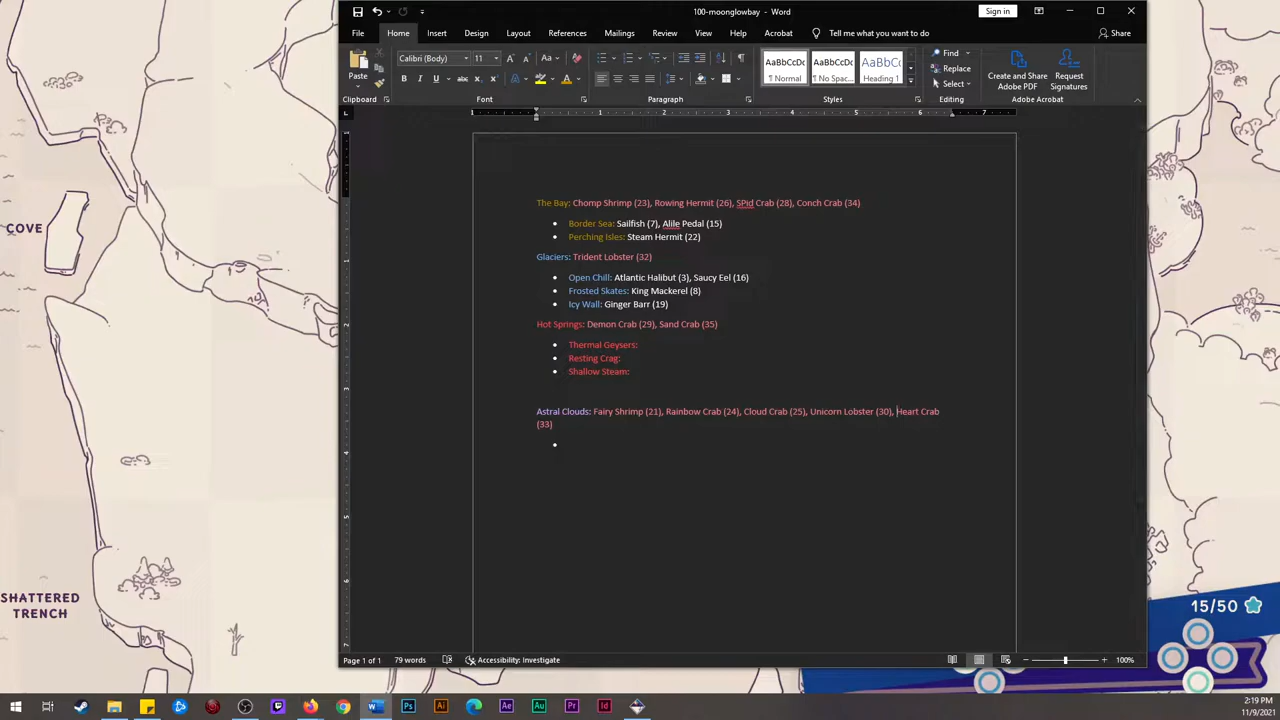 100-moonglowbay - Word
Sign in
File Home Insert Design Layout References Mailings Review View Help Acrobat Tell me what you want to do Share
Paste
Clipboard
Calibri (Body) 11
Font
Paragraph
AaBbCcDc
¶ Normal
AaBbCcDc
¶ No Spac...
AaBbCc
Heading 1
Styles
Find
Replace
Select
Editing
Create and Share
Adobe PDF
Request
Signatures
Adobe Acrobat
1 1 2 3 4 5 6 7
The Bay: Chomp Shrimp (23), Rowing Hermit (26), SPid Crab (28), Conch Crab (34)
• Border Sea: Sailfish (7), Alile Pedal (15)
• Perching Isles: Steam Hermit (22)
Glaciers: Trident Lobster (32)
• Open Chill: Atlantic Halibut (3), Saucy Eel (16)
• Frosted Skates: King Mackerel (8)
• Icy Wall: Ginger Barr (19)
Hot Springs: Demon Crab (29), Sand Crab (35)
• Thermal Geysers:
• Resting Crag:
• Shallow Steam:
Astral Clouds: Fairy Shrimp (21), Rainbow Crab (24), Cloud Crab (25), Unicorn Lobster (30), Heart Crab
(33)
•
COVE
SHATTERED
TRENCH
15/50
Page 1 of 1 79 words Accessibility: Investigate 100%
2:19 PM
11/9/2021